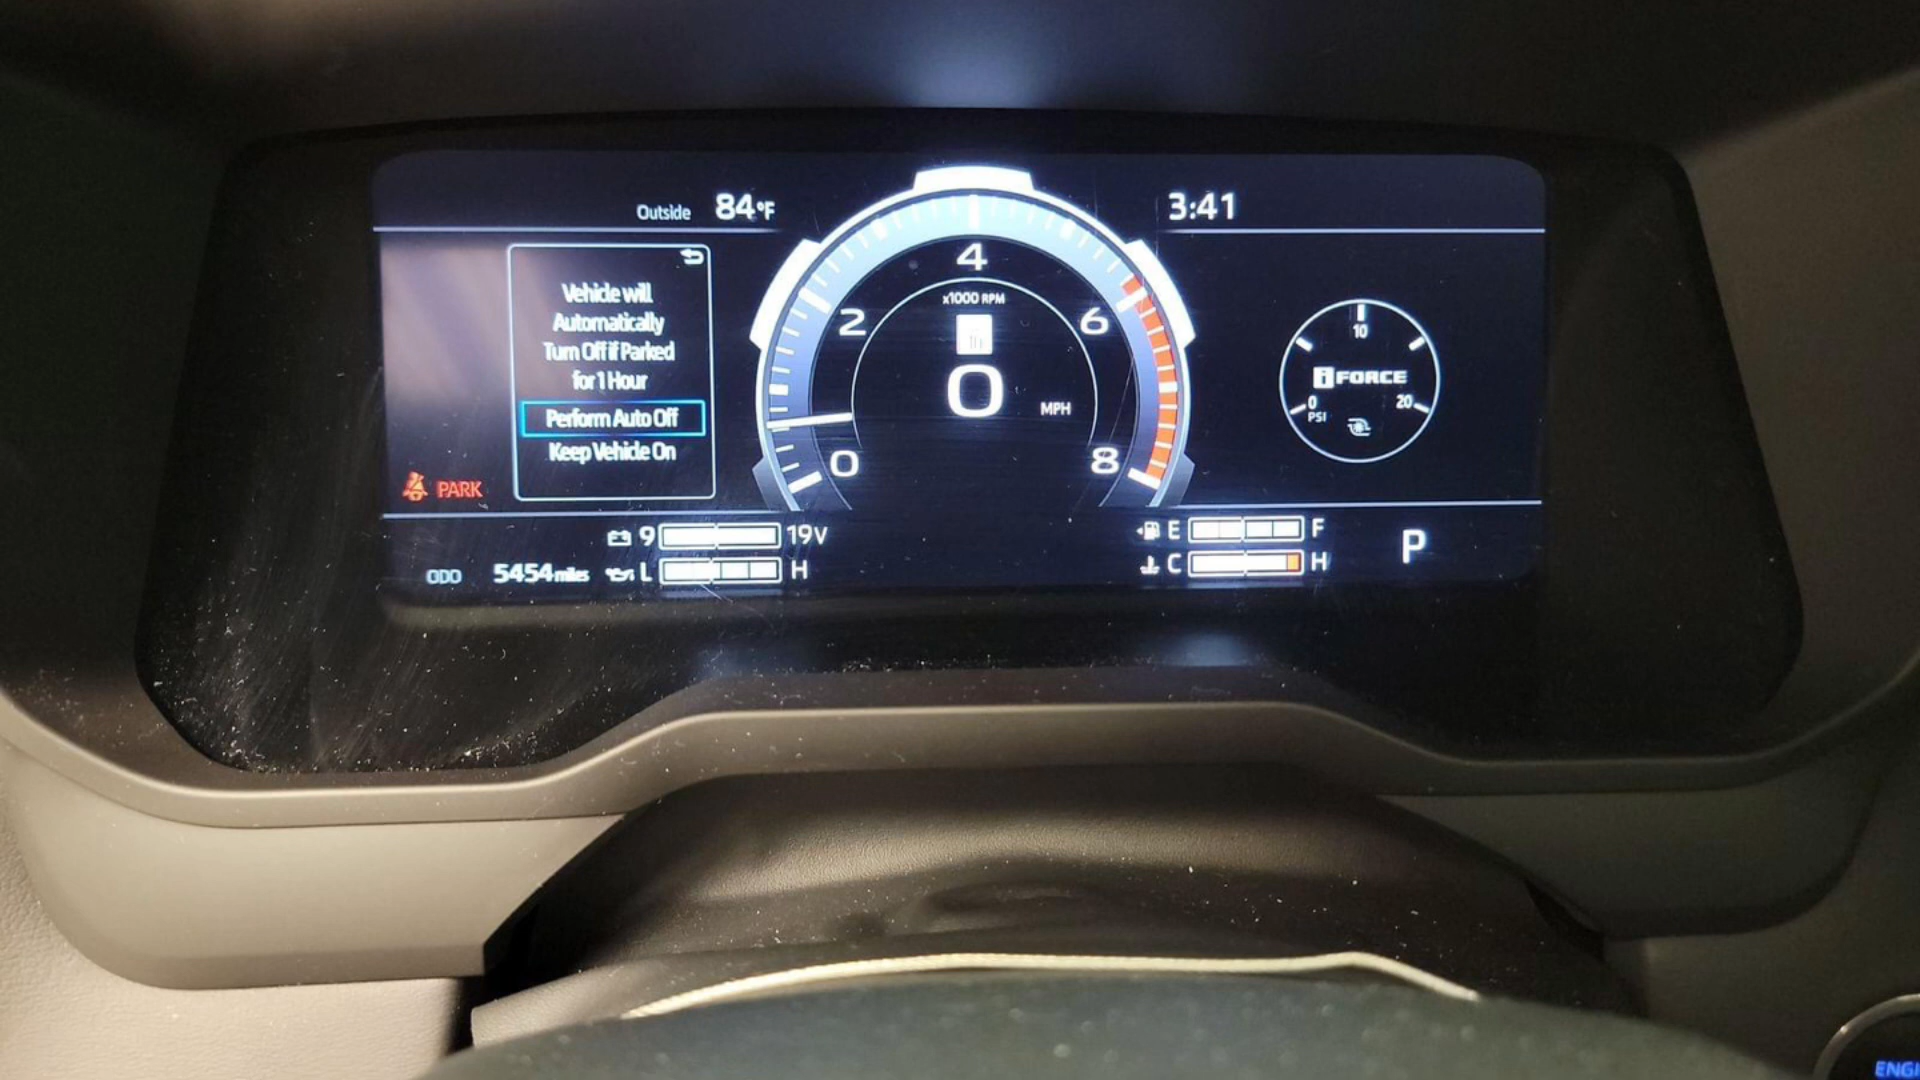 Outside 84°F
3:41
Vehicle will
Automatically
Turn Off if Parked
for 1 Hour
Perform Auto Off
Keep Vehicle On
PARK
4
x1000 RPM
2
6
0
MPH
0
8
10
i FORCE
0
20
PSI
9
19V
E
F
P
ODO 5454 miles
L
H
C
H